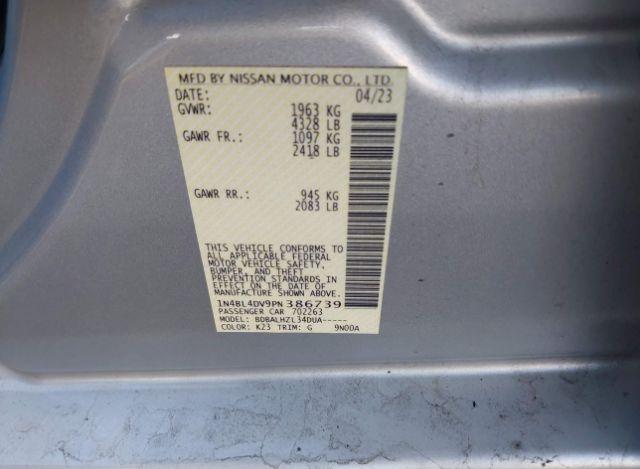 MFD BY NISSAN MOTOR CO., LTD.
DATE: 04/23
GVWR: 1963 KG
4328 LB
GAWR FR.: 1097 KG
2418 LB
GAWR RR.: 945 KG
2083 LB
THIS VEHICLE CONFORMS TO
ALL APPLICABLE FEDERAL
MOTOR VEHICLE SAFETY,
BUMPER, AND THEFT
PREVENTION STANDARDS IN
EFFECT ON THE DATE OF
MANUFACTURE SHOWN ABOVE.
1N4BL4DV9PN 386739
PASSENGER CAR 702263
MODEL: BDBALHZL34DUA-----
COLOR: K23 TRIM: G 9N00A